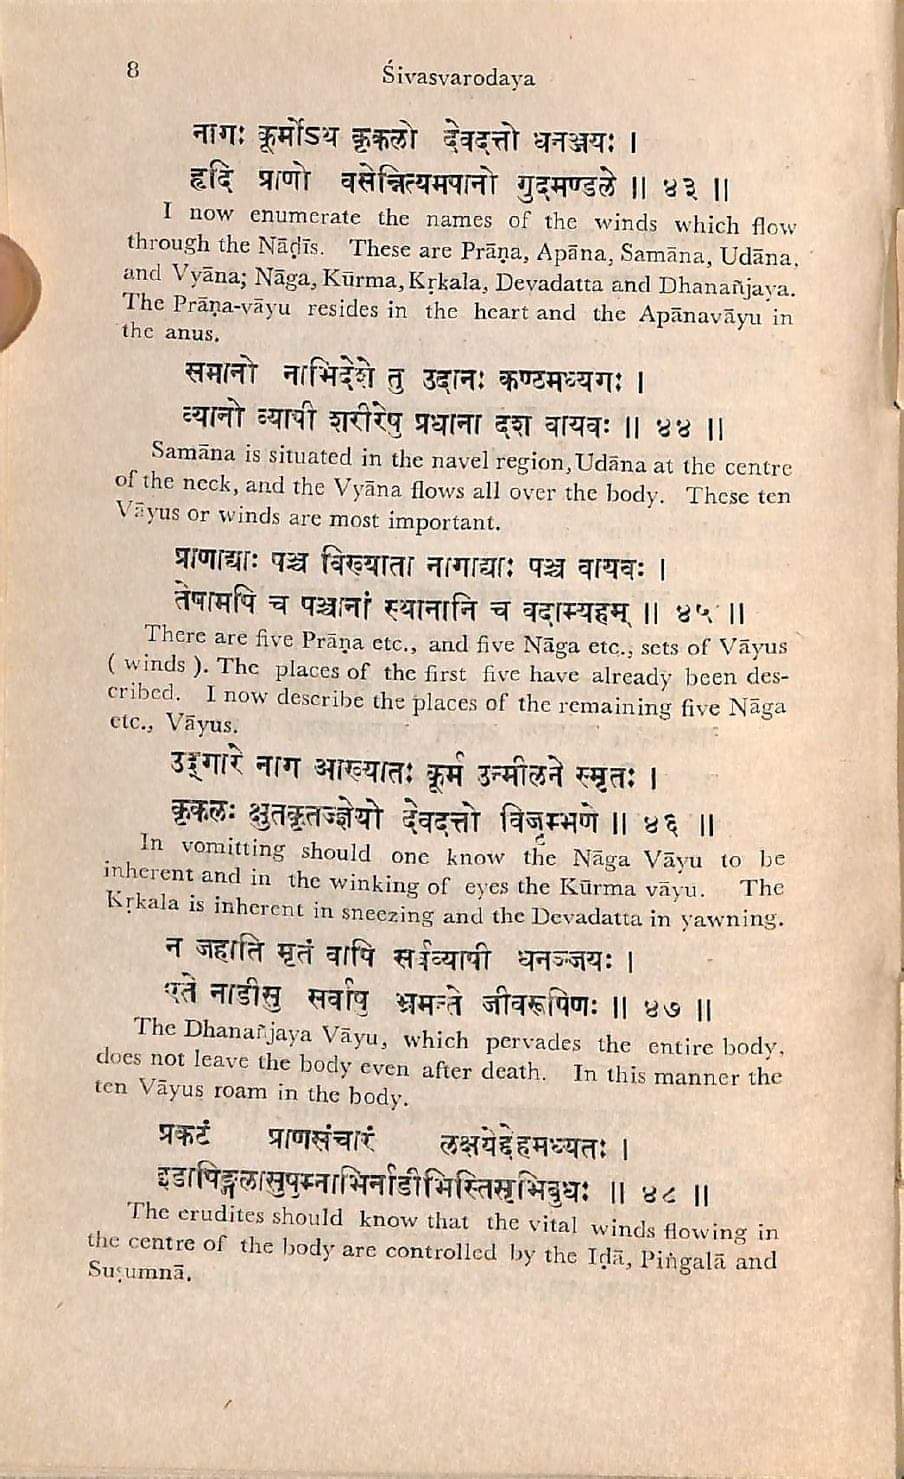 8
Śivasvarodaya
नागः कूर्मोऽथ कृकलो देवदत्तो धनञ्जयः ।
हृदि प्राणो वसेन्नित्यमपानो गुदमण्डले ॥ ४३ ॥
I now enumerate the names of the winds which flow
through the Nāḍīs. These are Prāṇa, Apāna, Samāna, Udāna,
and Vyāna; Nāga, Kūrma, Kṛkala, Devadatta and Dhanañjaya.
The Prāṇa-vāyu resides in the heart and the Apānavāyu in
the anus.
समानो नाभिदेशे तु उदानः कण्ठमध्यगः ।
व्यानो व्यापी शरीरेषु प्रधाना दश वायवः ॥ ४४ ॥
Samāna is situated in the navel region, Udāna at the centre
of the neck, and the Vyāna flows all over the body. These ten
Vāyus or winds are most important.
प्राणाद्याः पञ्च विख्याता नागाद्याः पञ्च वायवः ।
तेषामपि च पञ्चानां स्थानानि च वदाम्यहम् ॥ ४५ ॥
There are five Prāṇa etc., and five Nāga etc., sets of Vāyus
( winds ). The places of the first five have already been des-
cribed. I now describe the places of the remaining five Nāga
etc., Vāyus.
उद्गारे नाग आख्यातः कूर्म उन्मीलने स्मृतः ।
कृकलः क्षुतकृतज्ज्ञेयो देवदत्तो विजृम्भणे ॥ ४६ ॥
In vomitting should one know the Nāga Vāyu to be
inherent and in the winking of eyes the Kūrma vāyu. The
Kṛkala is inherent in sneezing and the Devadatta in yawning.
न जहाति मृतं वापि सर्वव्यापी धनञ्जयः ।
एते नाडीसु सर्वासु भ्रमन्ते जीवरूपिणः ॥ ४७ ॥
The Dhanañjaya Vāyu, which pervades the entire body,
does not leave the body even after death. In this manner the
ten Vāyus roam in the body.
प्रकटं प्राणसंचारं लक्षयेद्देहमध्यतः ।
इडापिङ्गलासुषुम्नाभिर्नाडीभिस्तिसृभिवुधः ॥ ४८ ॥
The erudites should know that the vital winds flowing in
the centre of the body are controlled by the Iḍā, Piṅgalā and
Suṣumnā.